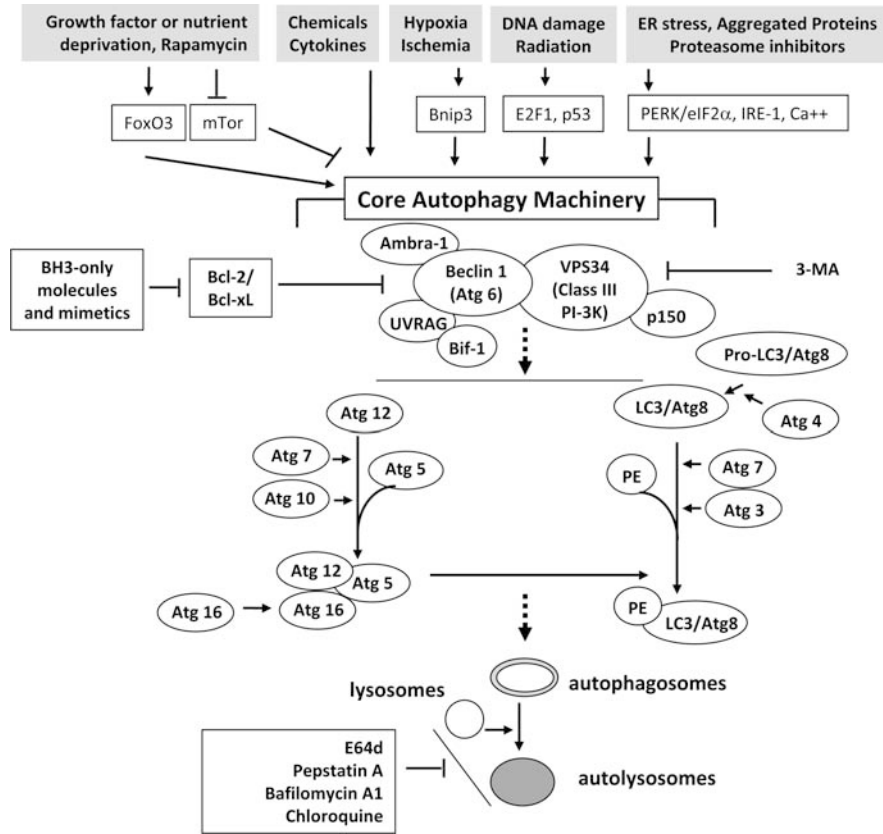 Growth factor or nutrient
deprivation, Rapamycin
Chemicals
Cytokines
Hypoxia
Ischemia
DNA damage
Radiation
ER stress, Aggregated Proteins
Proteasome inhibitors
FoxO3
mTor
Bnip3
E2F1, p53
PERK/eIF2α, IRE-1, Ca++
Core Autophagy Machinery
Ambra-1
BH3-only
molecules
and mimetics
Bcl-2/
Bcl-xL
Beclin 1
(Atg 6)
VPS34
(Class III
PI-3K)
3-MA
UVRAG
Bif-1
p150
Pro-LC3/Atg8
LC3/Atg8
Atg 4
Atg 12
Atg 7
Atg 5
Atg 10
PE
Atg 7
Atg 3
Atg 12
Atg 5
Atg 16
Atg 16
PE
LC3/Atg8
autophagosomes
lysosomes
autolysosomes
E64d
Pepstatin A
Bafilomycin A1
Chloroquine